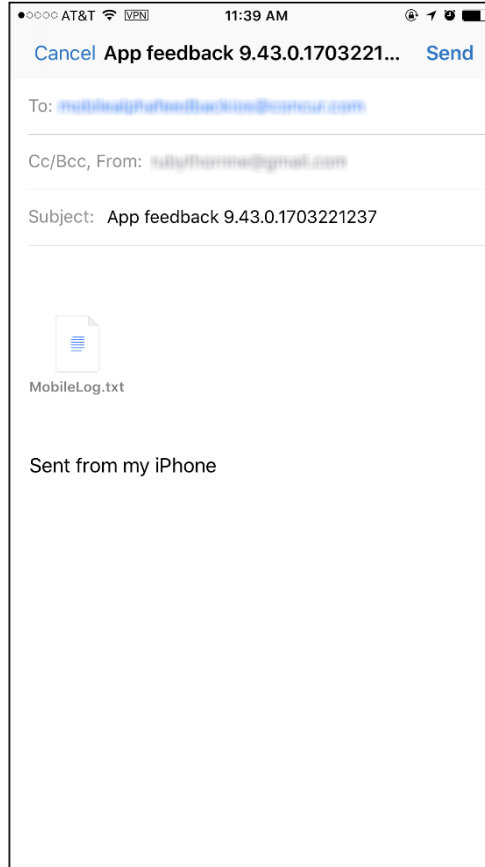 AT&T VPN 11:39 AM
Cancel App feedback 9.43.0.1703221... Send
To:
Cc/Bcc, From:
Subject: App feedback 9.43.0.1703221237
MobileLog.txt
Sent from my iPhone